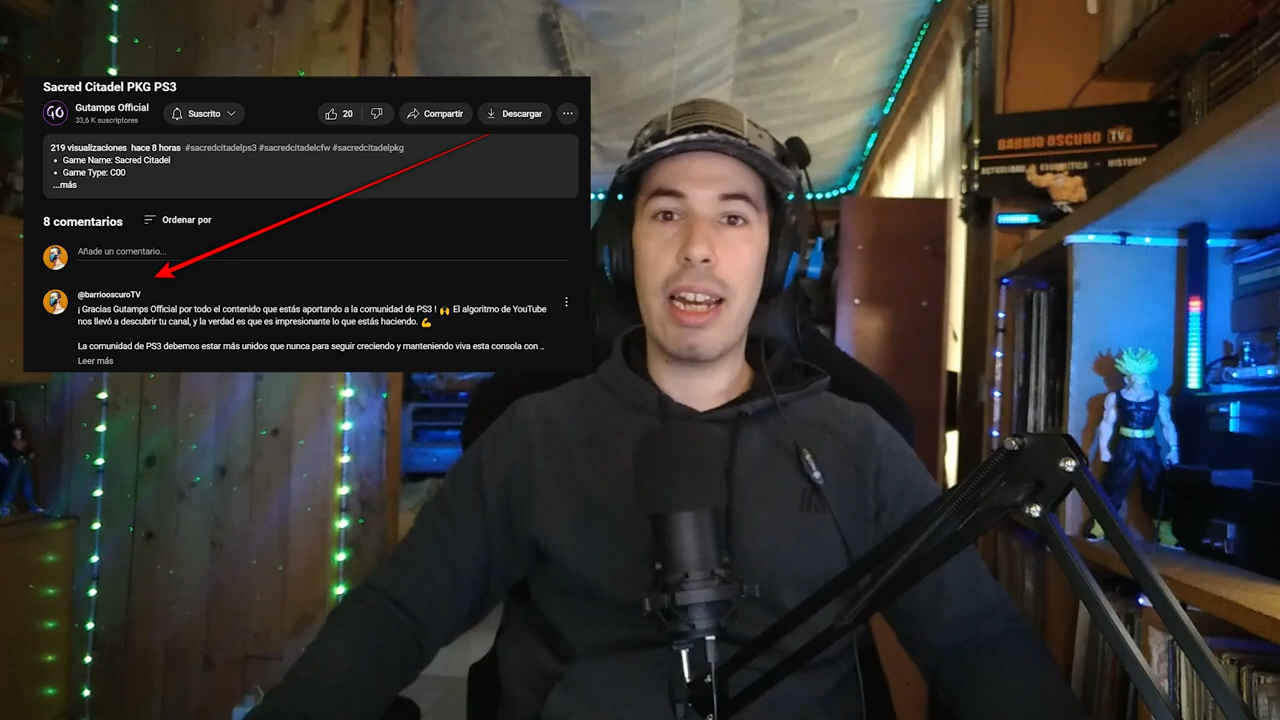 Sacred Citadel PKG PS3
GO
Gutamps Official
33,6 K suscriptores
Suscrito
20
Compartir
Descargar
219 visualizaciones hace 8 horas #sacredcitadelps3 #sacredcitadelcfw #sacredcitadelpkg
• Game Name: Sacred Citadel
• Game Type: C00
...más
8 comentarios
Ordenar por
Añade un comentario...
@barriooscuroTV
¡ Gracias Gutamps Official por todo el contenido que estás aportando a la comunidad de PS3 ! 🙌 El algoritmo de YouTube
nos llevó a descubrir tu canal, y la verdad es que es impresionante lo que estás haciendo. 💪
La comunidad de PS3 debemos estar más unidos que nunca para seguir creciendo y manteniendo viva esta consola con ..
Leer más
BARRIO OSCURO TV